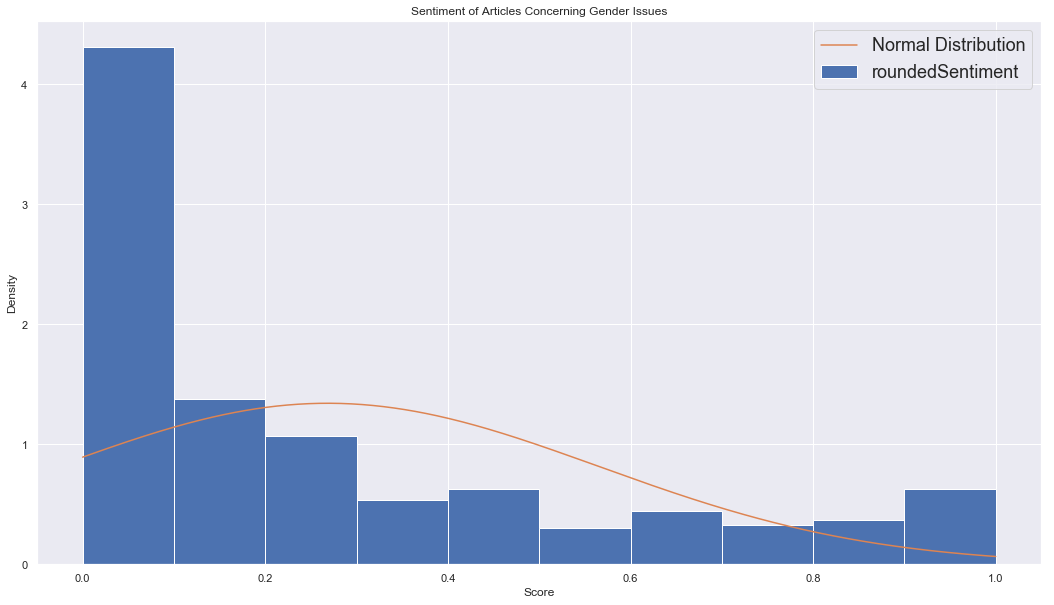 Sentiment of Articles Concerning Gender Issues
Normal Distribution
roundedSentiment
4
3
2
1
0
Density
0.0 0.2 0.4 0.6 0.8 1.0
Score